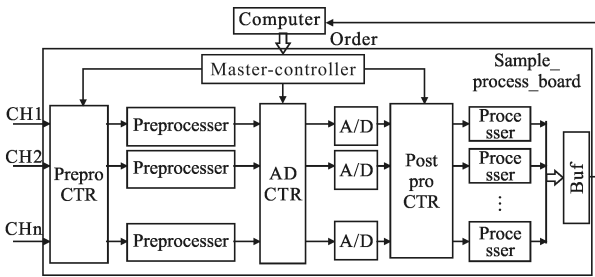 Computer
Order
Master-controller
Sample_
process_board
CH1
CH2
CHn
Prepro
CTR
Preprocesser
Preprocesser
Preprocesser
AD
CTR
A/D
A/D
A/D
Post
pro
CTR
Proce
sser
Proce
sser
⋮
Proce
sser
Buf